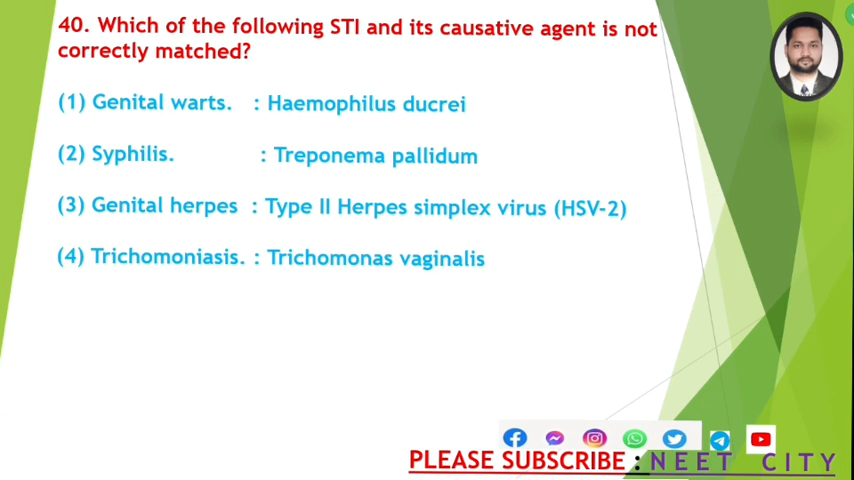 40. Which of the following STI and its causative agent is not
correctly matched?
(1) Genital warts. : Haemophilus ducrei
(2) Syphilis. : Treponema pallidum
(3) Genital herpes : Type II Herpes simplex virus (HSV-2)
(4) Trichomoniasis. : Trichomonas vaginalis
PLEASE SUBSCRIBE : NEET CITY